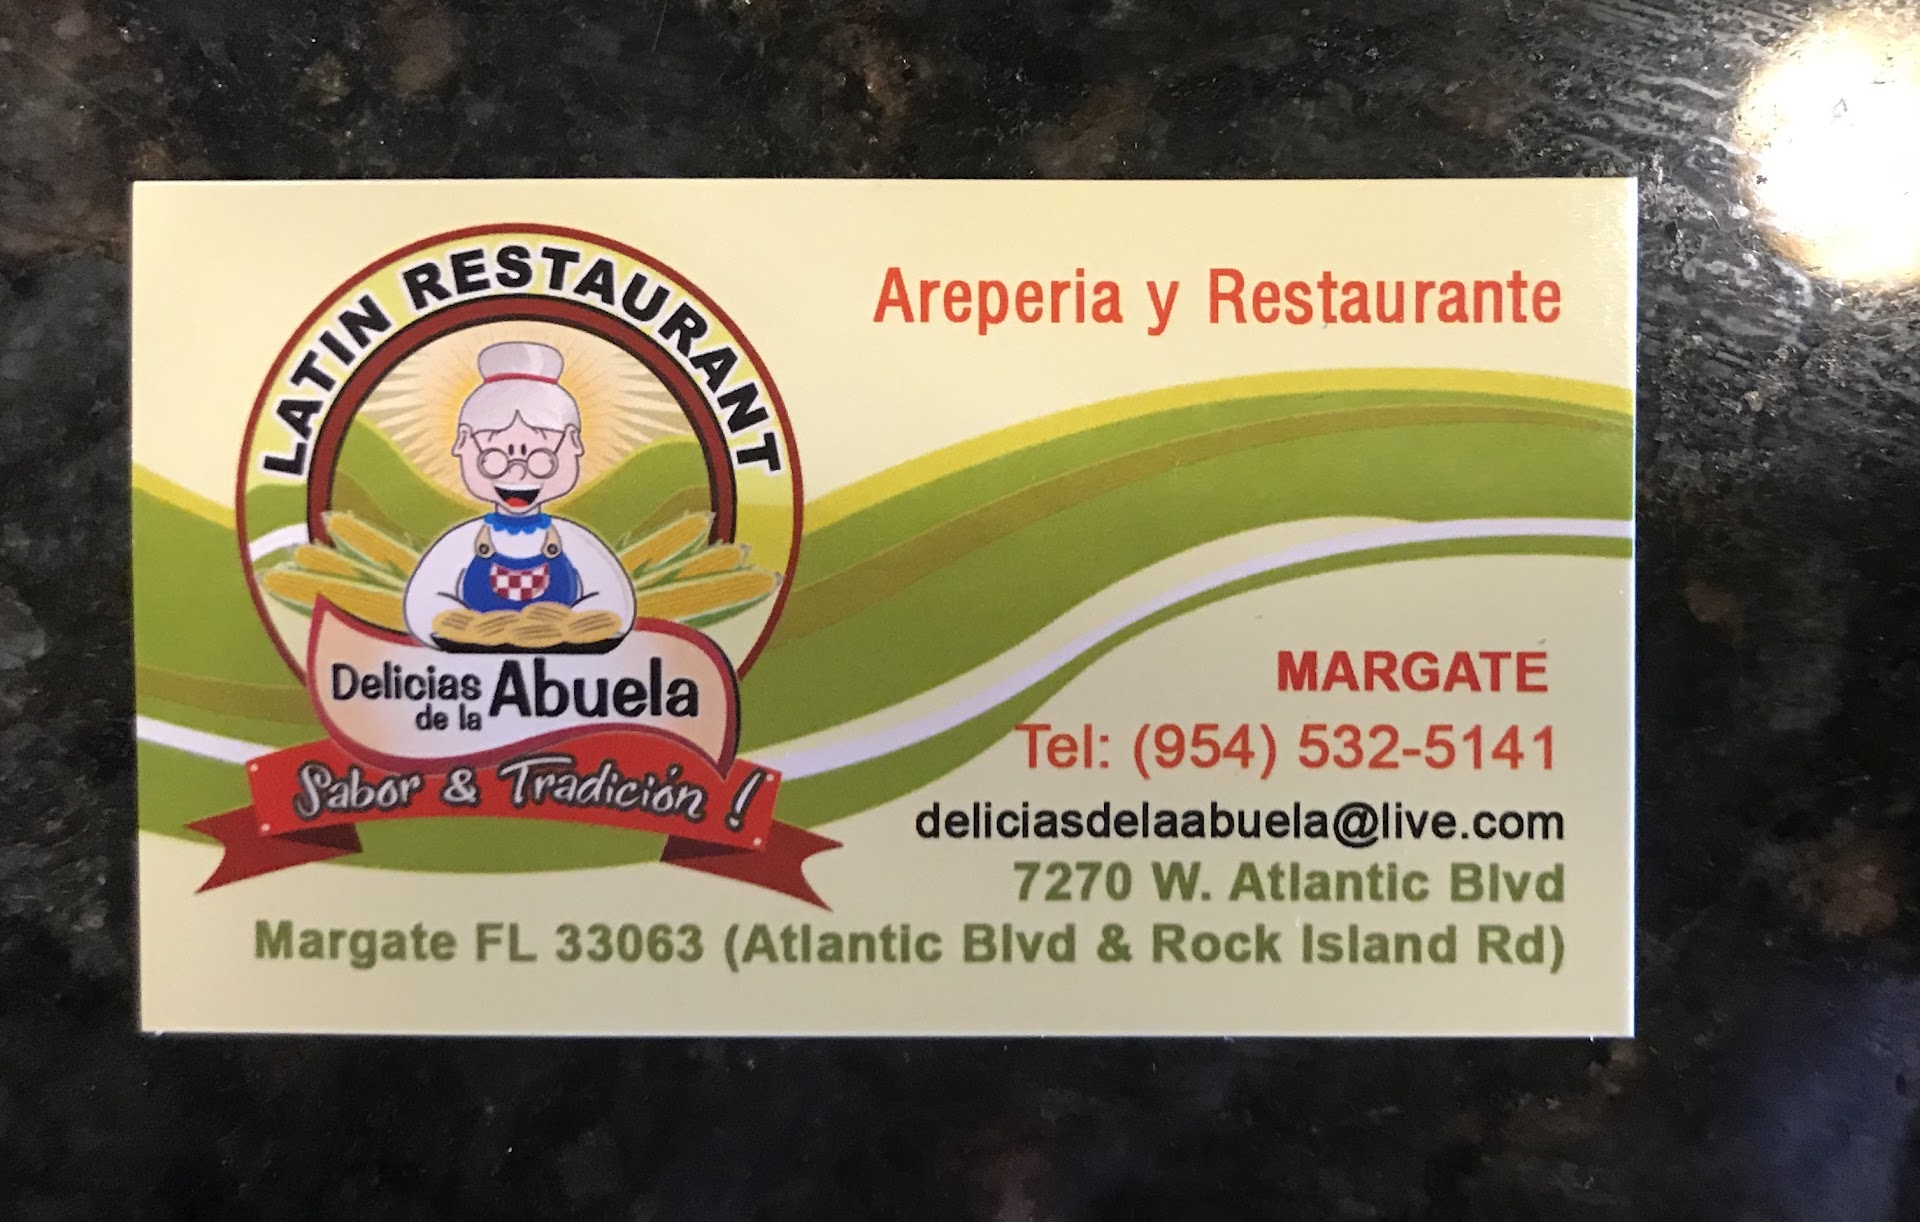 LATIN RESTAURANT
Delicias de la Abuela
Sabor & Tradición !
Areperia y Restaurante
MARGATE
Tel: (954) 532-5141
deliciasdelaabuela@live.com
7270 W. Atlantic Blvd
Margate FL 33063 (Atlantic Blvd & Rock Island Rd)